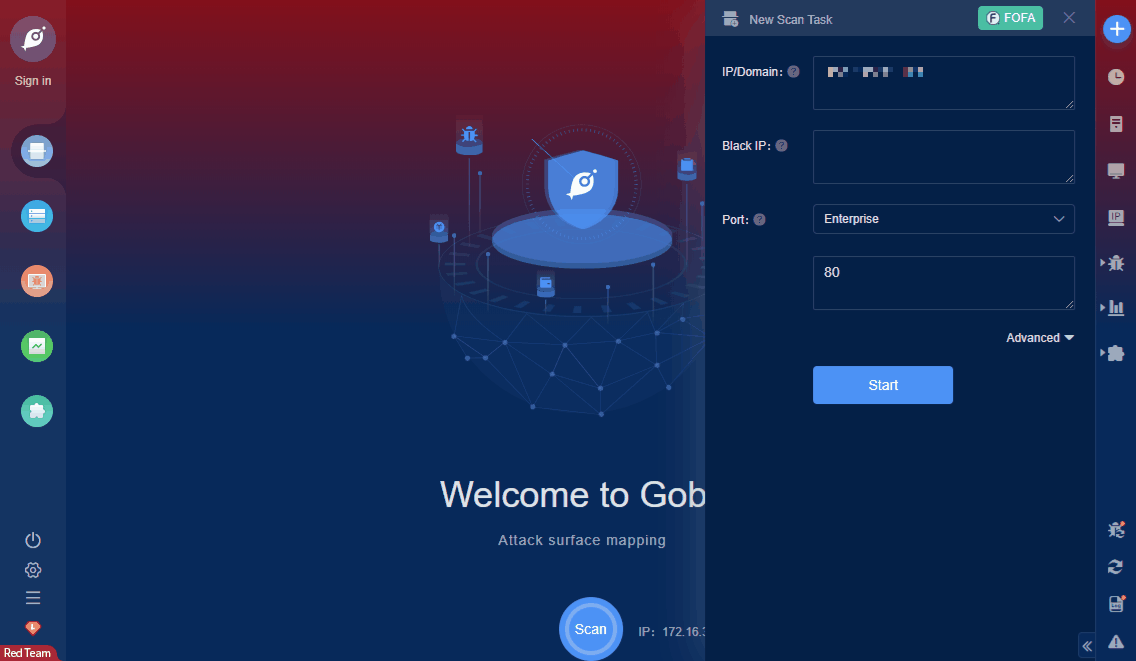 New Scan Task
FOFA
Sign in
IP/Domain:
Black IP:
Port:
Enterprise
80
Advanced
Start
Welcome to Gob
Attack surface mapping
Scan
IP: 172.16.3
Red Team
IP